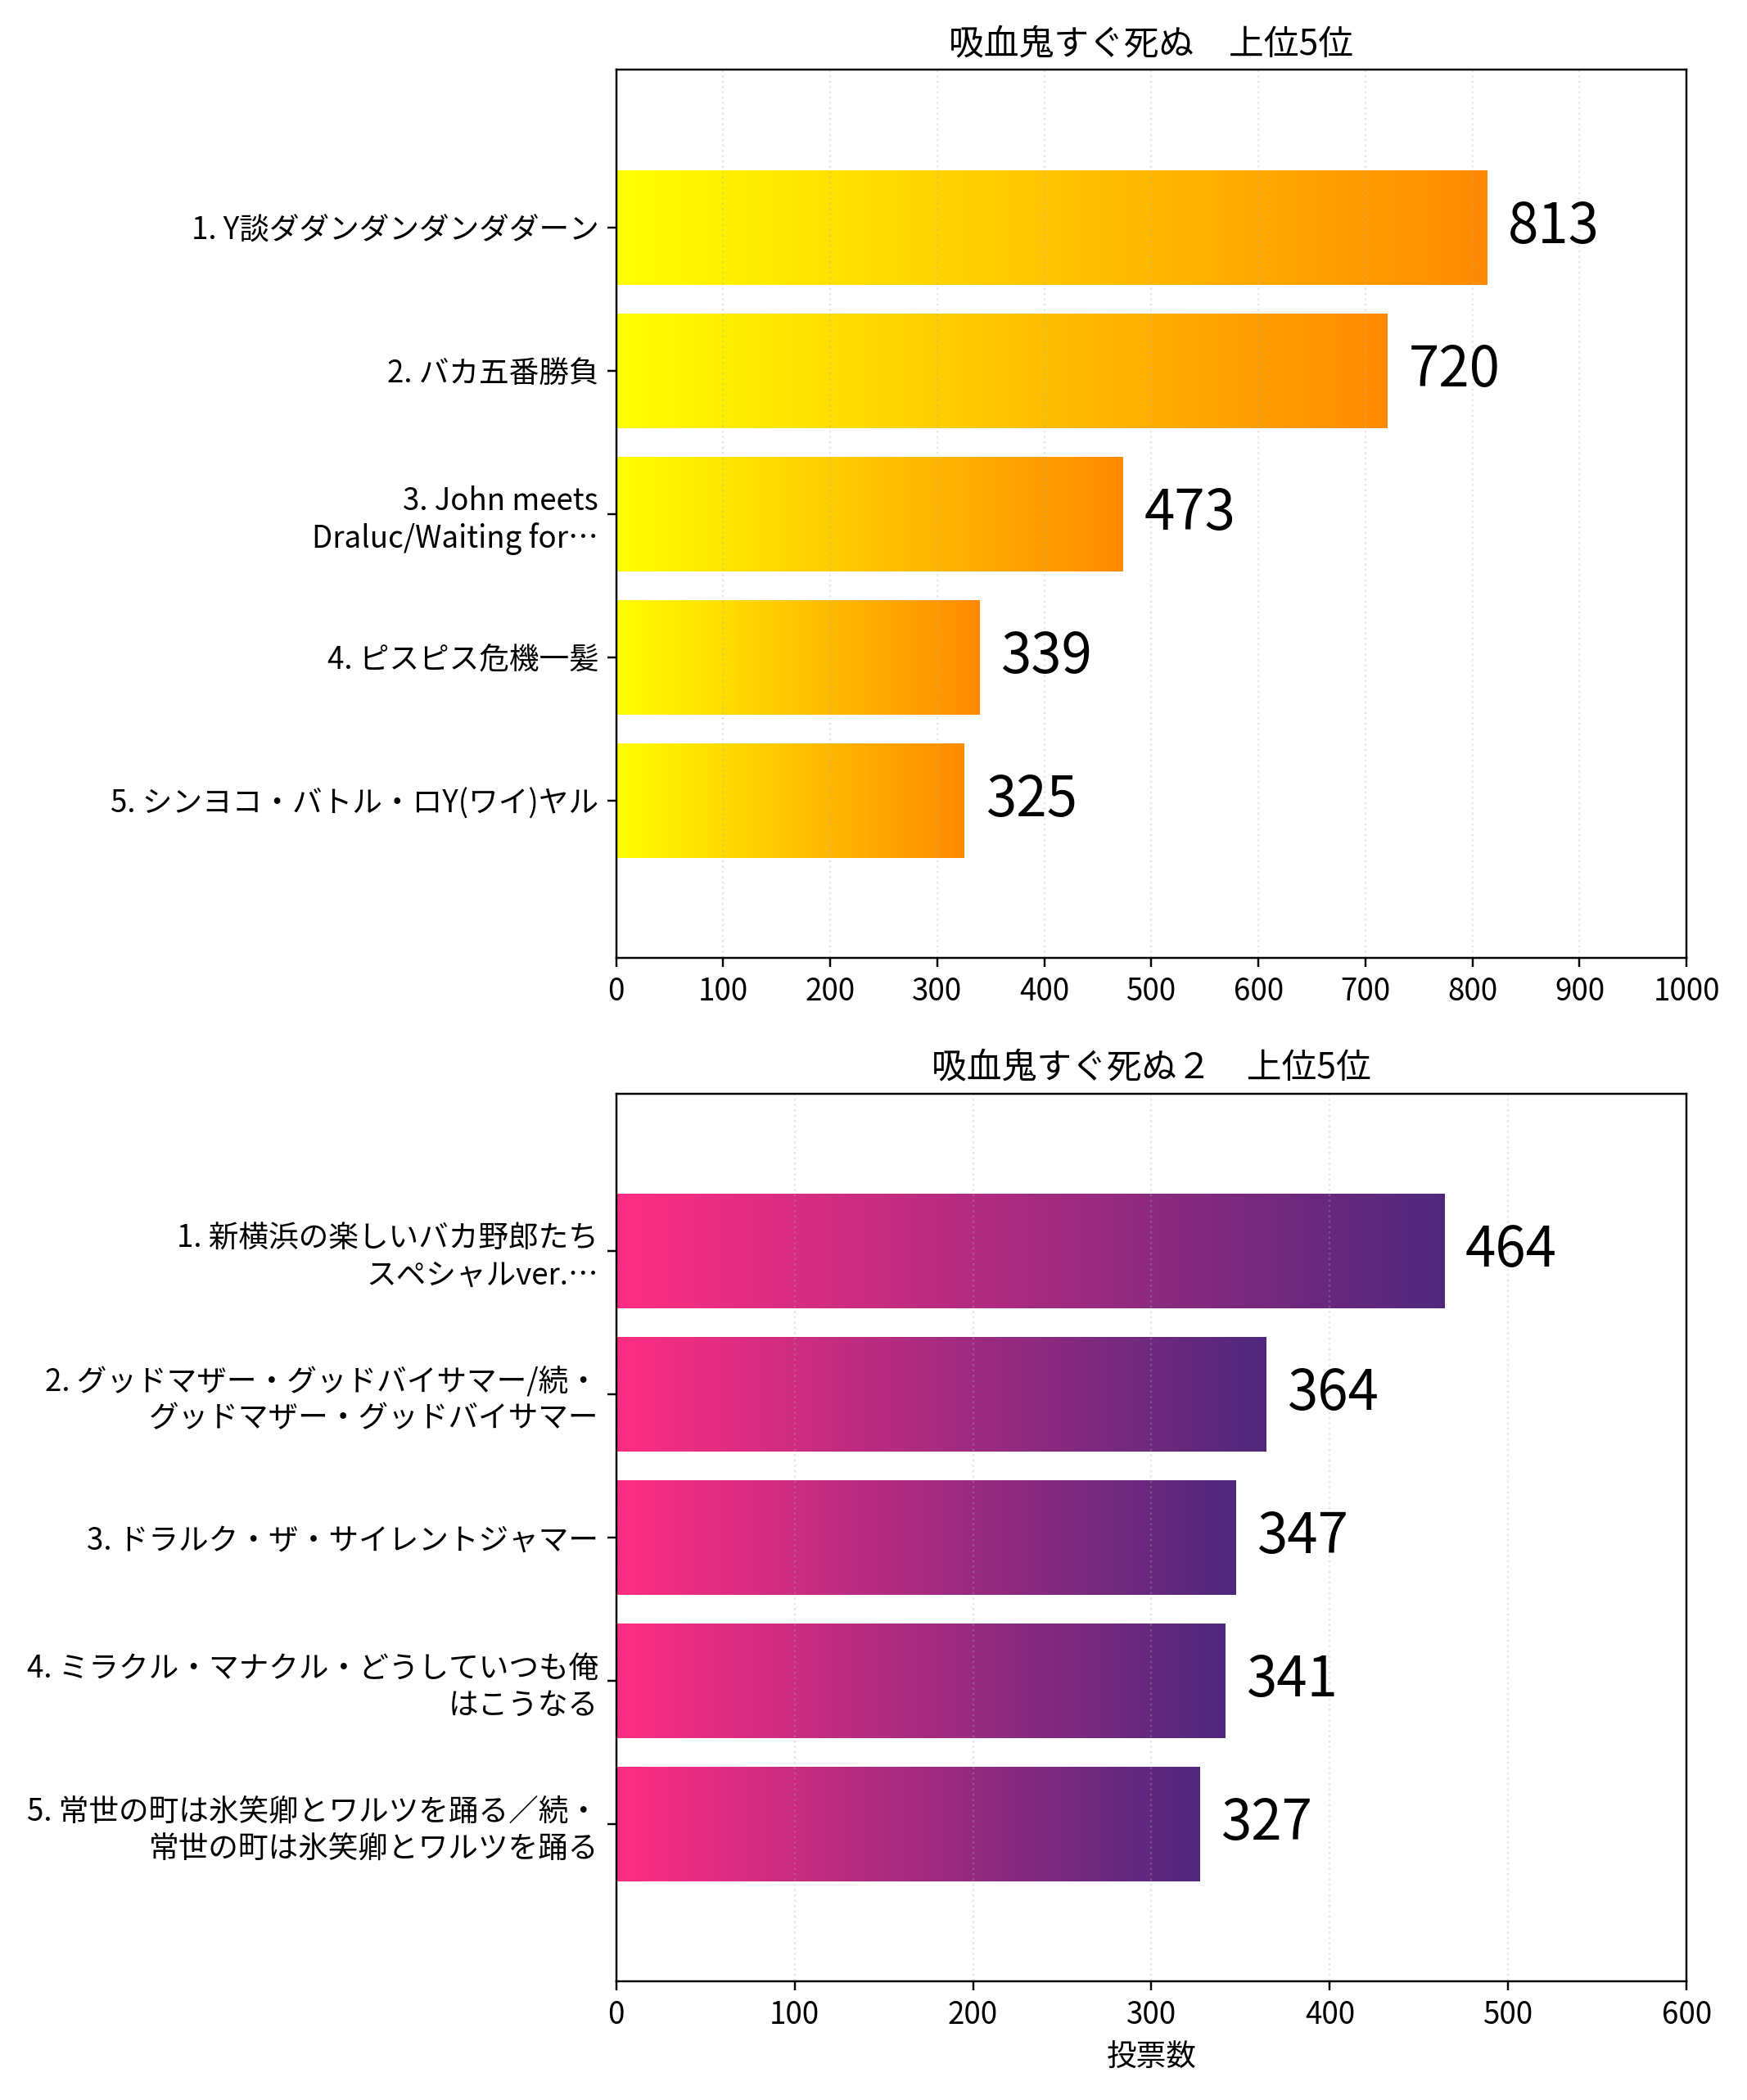 吸血鬼すぐ死ぬ　上位5位
1. Y談ダダンダンダンダダーン
813
2. バカ五番勝負
720
3. John meets
Draluc/Waiting for…
473
4. ピスピス危機一髪
339
5. シンヨコ・バトル・ロY(ワイ)ヤル
325
0 100 200 300 400 500 600 700 800 900 1000
吸血鬼すぐ死ぬ２　上位5位
1. 新横浜の楽しいバカ野郎たち
スペシャルver.…
464
2. グッドマザー・グッドバイサマー/続・
グッドマザー・グッドバイサマー
364
3. ドラルク・ザ・サイレントジャマー
347
4. ミラクル・マナクル・どうしていつも俺
はこうなる
341
5. 常世の町は氷笑卿とワルツを踊る／続・
常世の町は氷笑卿とワルツを踊る
327
0 100 200 300 400 500 600
投票数